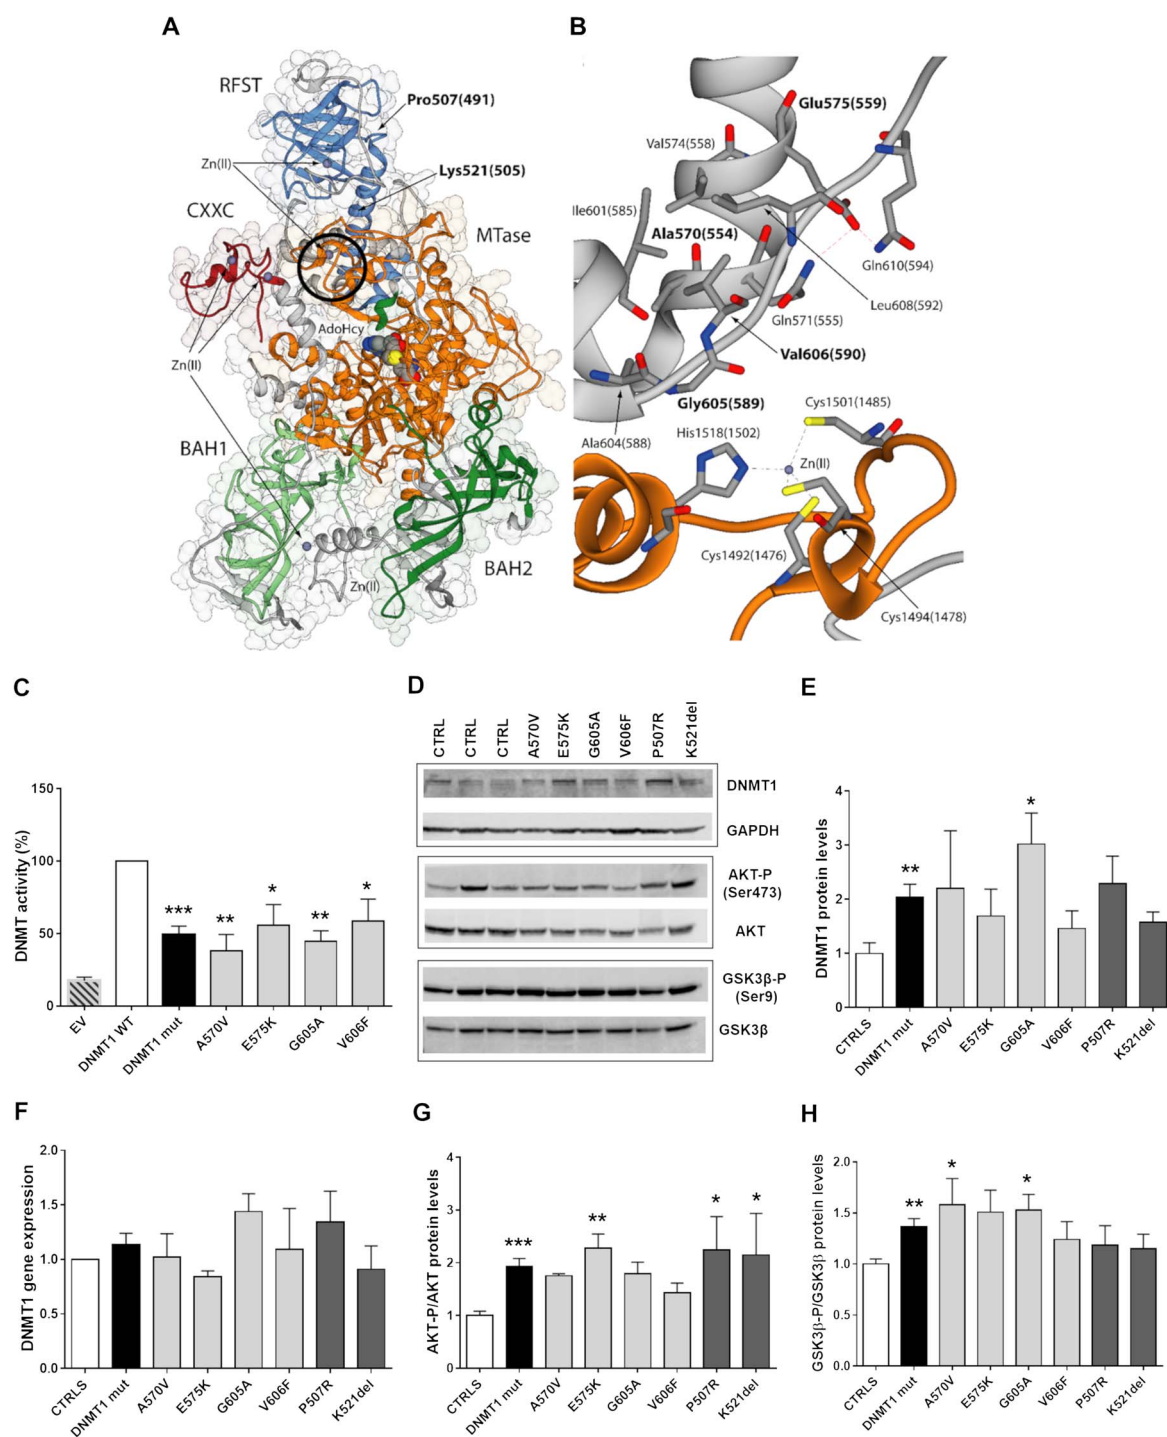 A
RFST
Pro507(491)
Zn(II)
Lys521(505)
CXXC
MTase
AdoHcy
Zn(II)
BAH1
BAH2
Zn(II)
B
Glu575(559)
Val574(558)
Ile601(585)
Ala570(554)
Gln610(594)
Leu608(592)
Gln571(555)
Val606(590)
Gly605(589)
Cys1501(1485)
Ala604(588)
His1518(1502)
Zn(II)
Cys1492(1476)
Cys1494(1478)
C
DNMT activity (%)
150
100
50
0
***
**
*
**
*
EV
DNMT1 WT
DNMT1 mut
A570V
E575K
G605A
V606F
D
CTRL
CTRL
CTRL
A570V
E575K
G605A
V606F
P507R
K521del
DNMT1
GAPDH
AKT-P
(Ser473)
AKT
GSK3β-P
(Ser9)
GSK3β
E
DNMT1 protein levels
4
3
2
1
0
**
*
CTRLS
DNMT1 mut
A570V
E575K
G605A
V606F
P507R
K521del
F
DNMT1 gene expression
2.0
1.5
1.0
0.5
0.0
CTRLS
DNMT1 mut
A570V
E575K
G605A
V606F
P507R
K521del
G
AKT-P/AKT protein levels
4
3
2
1
0
***
**
*
*
CTRLS
DNMT1 mut
A570V
E575K
G605A
V606F
P507R
K521del
H
GSK3β-P/GSK3β protein levels
2.0
1.5
1.0
0.5
0.0
**
*
*
CTRLS
DNMT1 mut
A570V
E575K
G605A
V606F
P507R
K521del